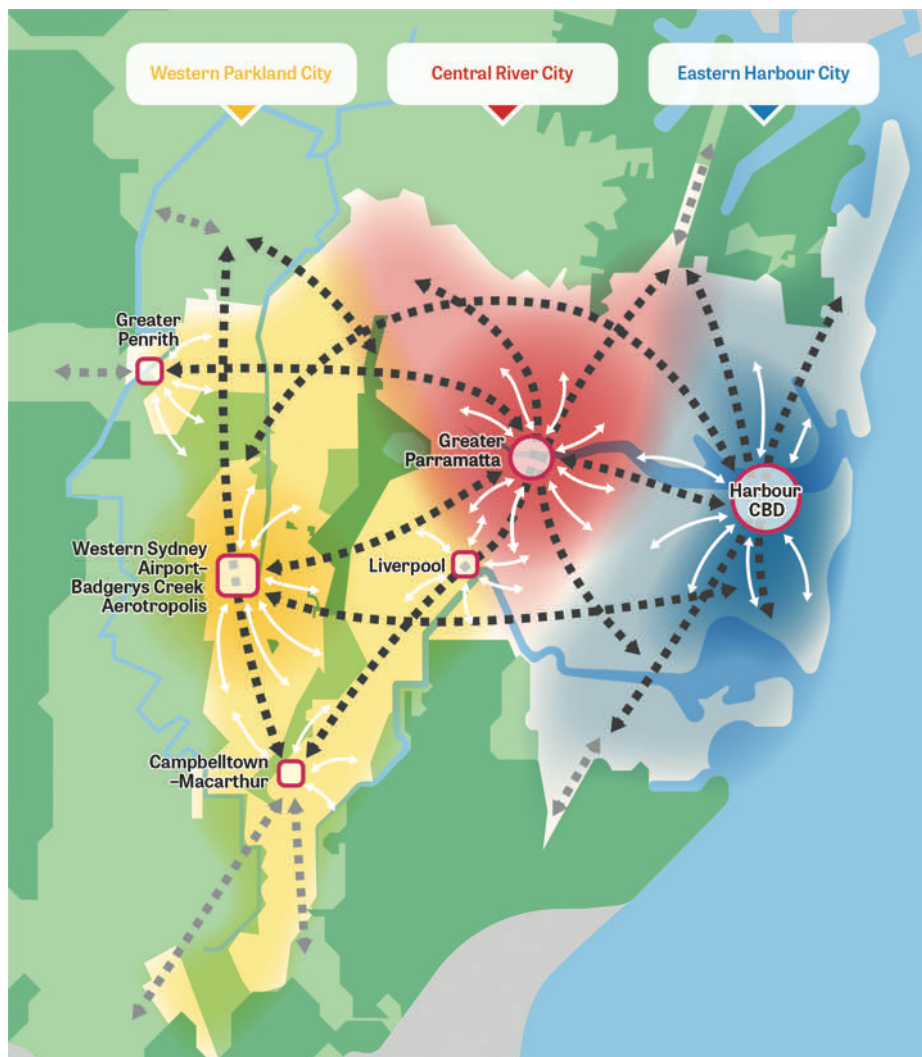 Western Parkland City
Central River City
Eastern Harbour City
Greater
Penrith
Greater
Parramatta
Harbour
CBD
Western Sydney
Airport–
Badgerys Creek
Aerotropolis
Liverpool
Campbelltown
–Macarthur